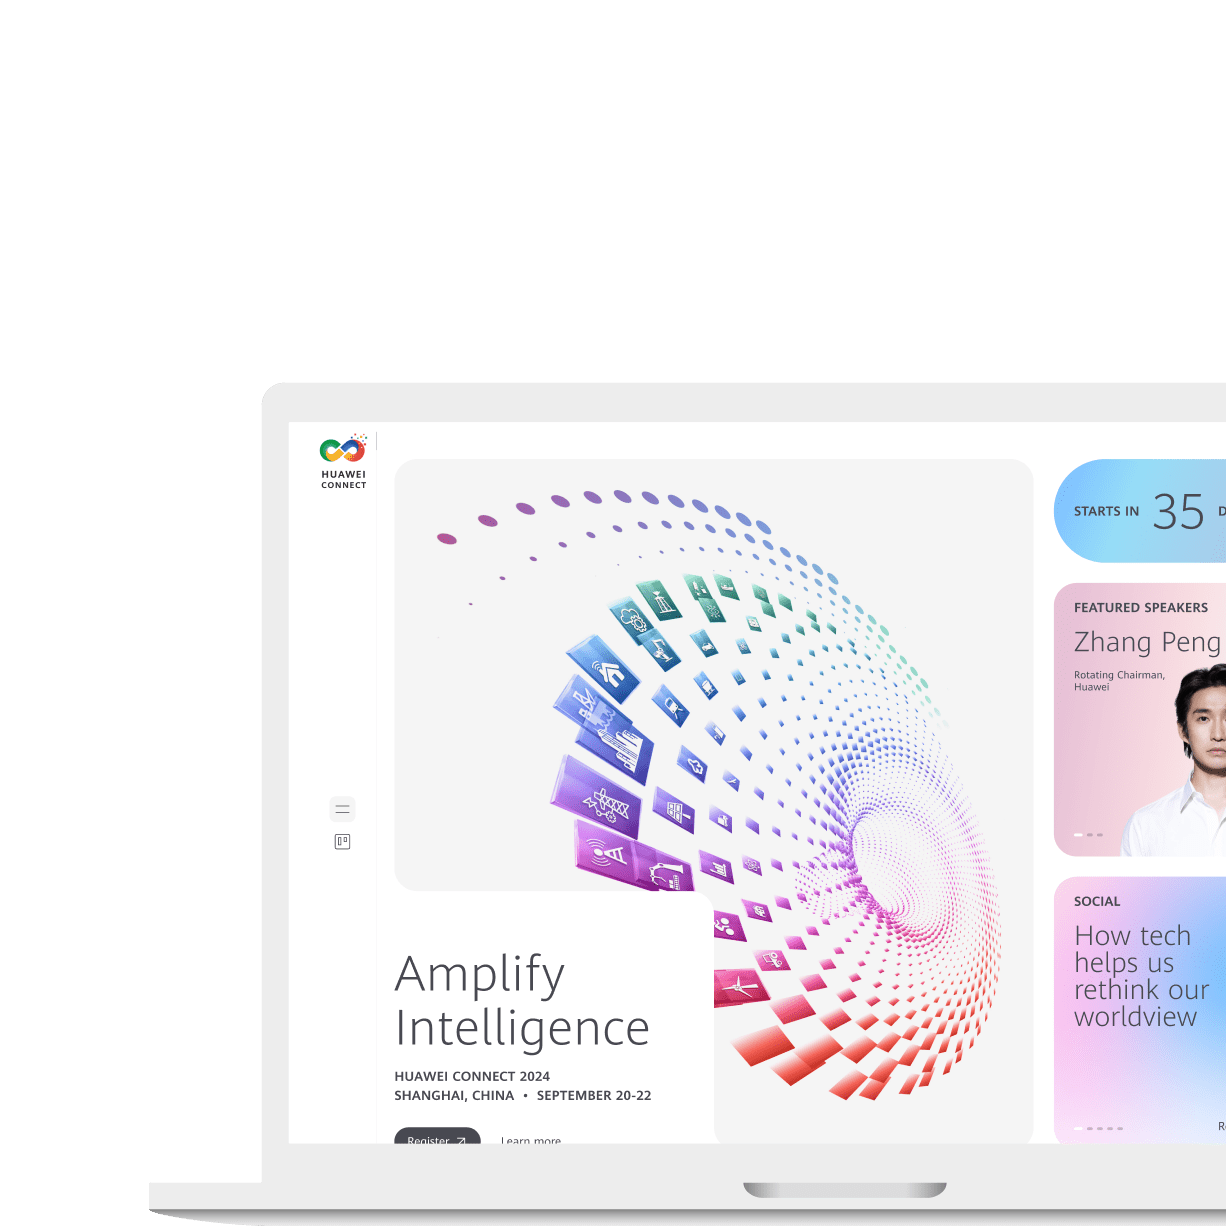 HUAWEI
CONNECT
STARTS IN 35
FEATURED SPEAKERS
Zhang Peng
Rotating Chairman,
Huawei
SOCIAL
How tech
helps us
rethink our
worldview
Amplify
Intelligence
HUAWEI CONNECT 2024
SHANGHAI, CHINA • SEPTEMBER 20-22
Register Learn more